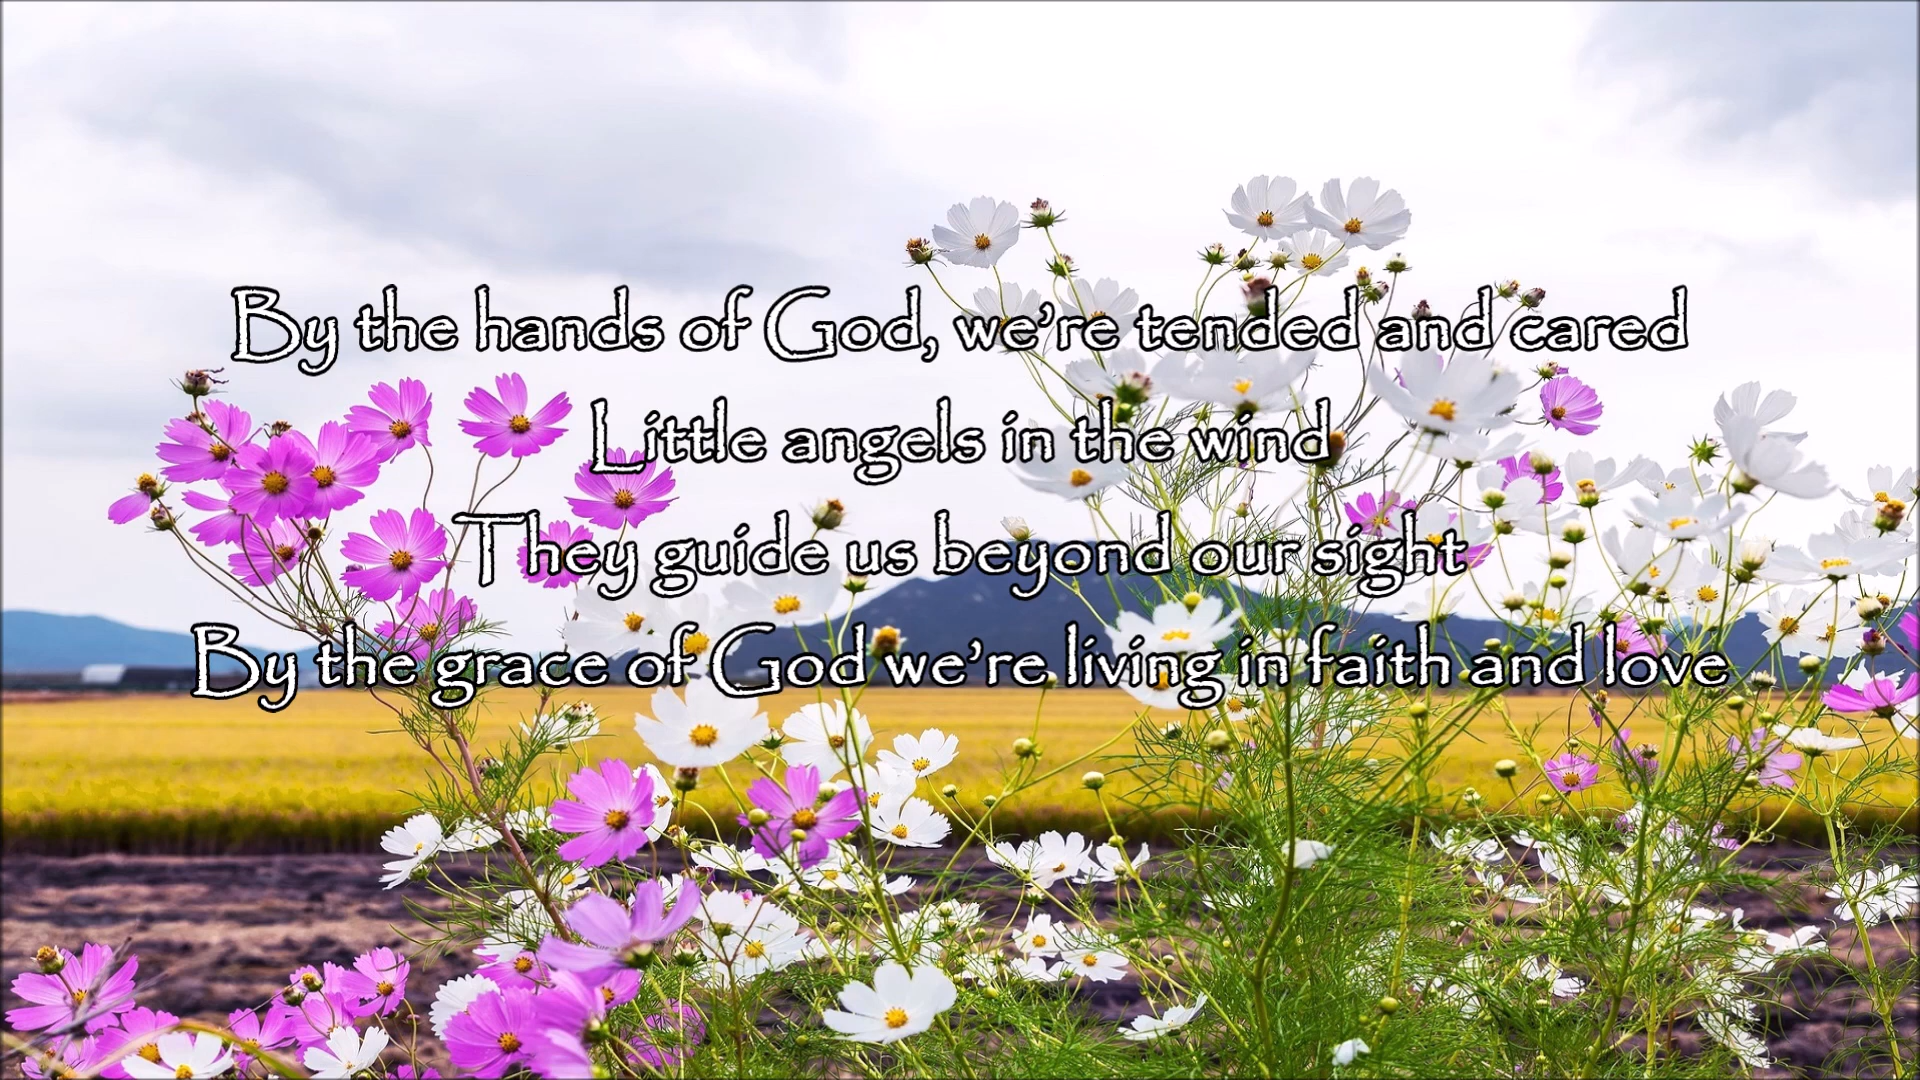 By the hands of God, we're tended and cared
Little angels in the wind
They guide us beyond our sight
By the grace of God we're living in faith and love